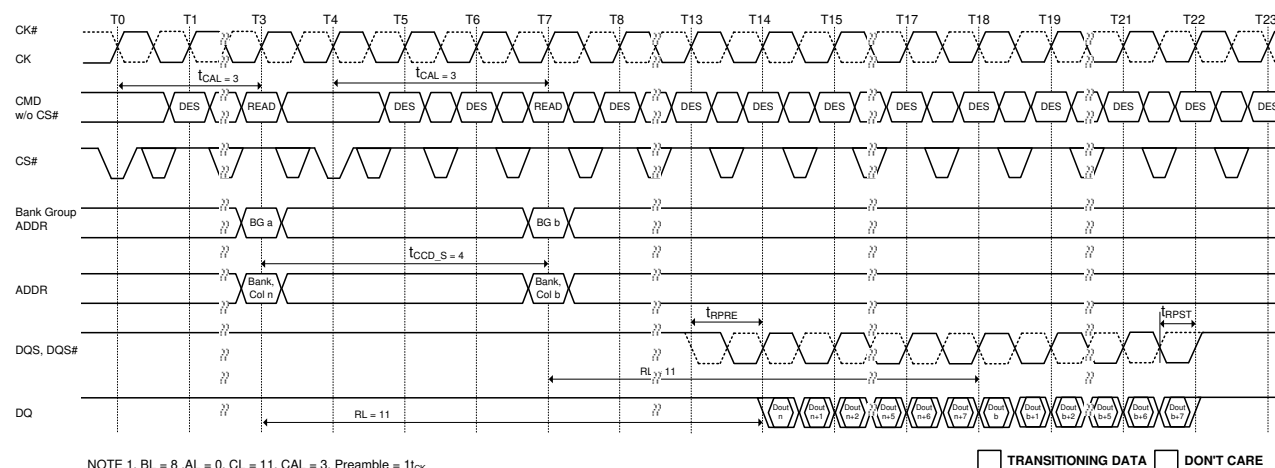 T0 T1 T3 T4 T5 T6 T7 T8 T13 T14 T15 T17 T18 T19 T21 T22 T23
CK#
CK
tCAL = 3 tCAL = 3
CMD
w/o CS#
DES READ DES DES READ DES DES DES DES DES DES DES DES DES DES
CS#
Bank Group
ADDR
BG a BG b
tCCD_S = 4
ADDR
Bank,
Col n
Bank,
Col b
tRPRE tRPST
DQS, DQS#
RL = 11
DQ
RL = 11
Dout
n
Dout
n+1
Dout
n+2
Dout
n+5
Dout
n+6
Dout
n+7
Dout
b
Dout
b+1
Dout
b+2
Dout
b+5
Dout
b+6
Dout
b+7
NOTE 1. BL = 8 ,AL = 0, CL = 11, CAL = 3, Preamble = 1tCK
TRANSITIONING DATA DON'T CARE